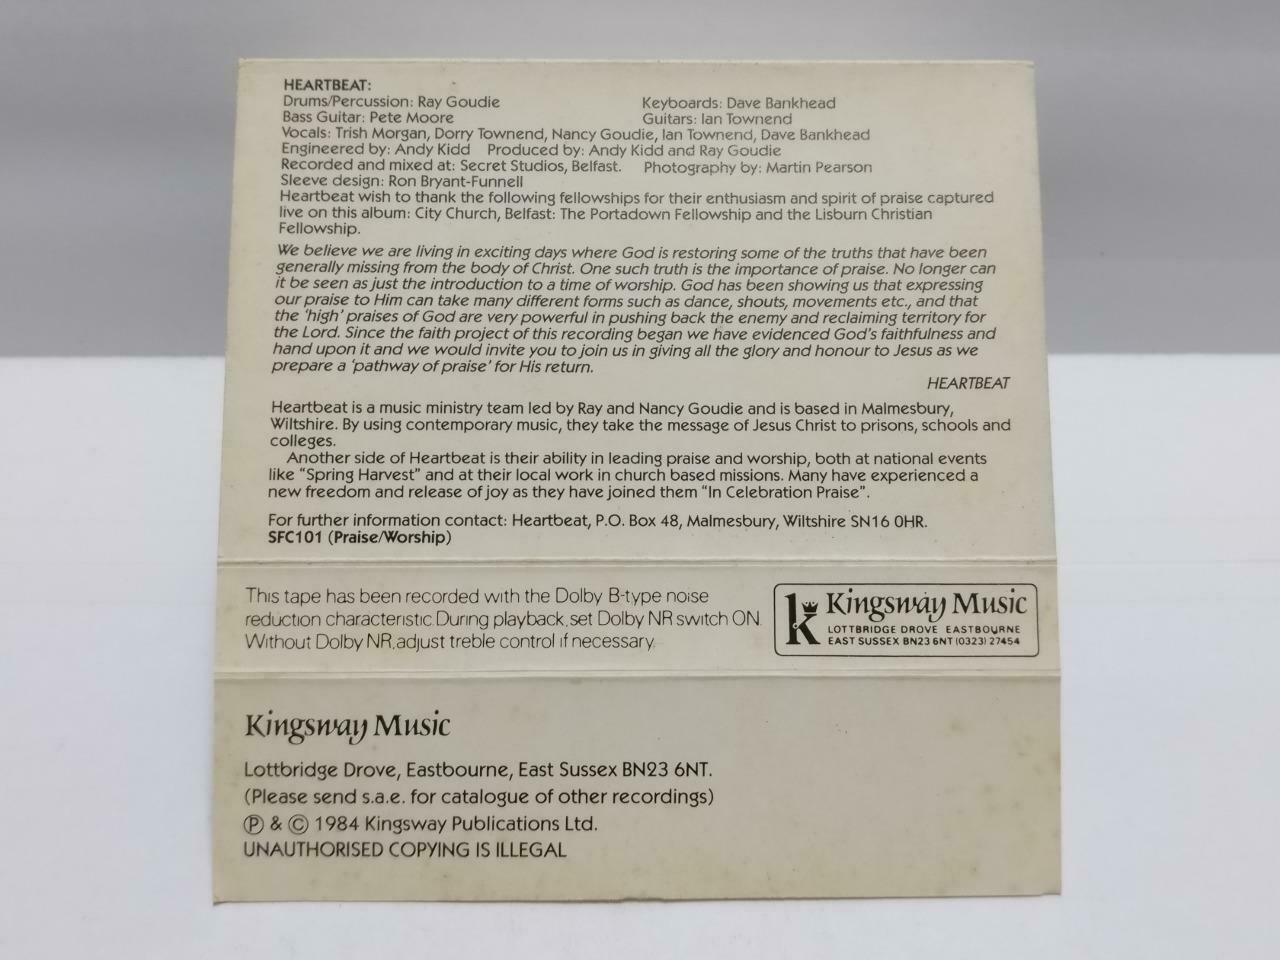 HEARTBEAT:
Drums/Percussion: Ray Goudie Keyboards: Dave Bankhead
Bass Guitar: Pete Moore Guitars: Ian Townend
Vocals: Trish Morgan, Dorry Townend, Nancy Goudie, Ian Townend, Dave Bankhead
Engineered by: Andy Kidd Produced by: Andy Kidd and Ray Goudie
Recorded and mixed at: Secret Studios, Belfast. Photography by: Martin Pearson
Sleeve design: Ron Bryant-Funnell
Heartbeat wish to thank the following fellowships for their enthusiasm and spirit of praise captured
live on this album: City Church, Belfast: The Portadown Fellowship and the Lisburn Christian
Fellowship.
We believe we are living in exciting days where God is restoring some of the truths that have been
generally missing from the body of Christ. One such truth is the importance of praise. No longer can
it be seen as just the introduction to a time of worship. God has been showing us that expressing
our praise to Him can take many different forms such as dance, shouts, movements etc., and that
the 'high' praises of God are very powerful in pushing back the enemy and reclaiming territory for
the Lord. Since the faith project of this recording began we have evidenced God's faithfulness and
hand upon it and we would invite you to join us in giving all the glory and honour to Jesus as we
prepare a 'pathway of praise' for His return.
HEARTBEAT
Heartbeat is a music ministry team led by Ray and Nancy Goudie and is based in Malmesbury,
Wiltshire. By using contemporary music, they take the message of Jesus Christ to prisons, schools and
colleges.
Another side of Heartbeat is their ability in leading praise and worship, both at national events
like "Spring Harvest" and at their local work in church based missions. Many have experienced a
new freedom and release of joy as they have joined them "In Celebration Praise".
For further information contact: Heartbeat, P.O. Box 48, Malmesbury, Wiltshire SN16 0HR.
SFC101 (Praise/Worship)
This tape has been recorded with the Dolby B-type noise
reduction characteristic. During playback, set Dolby NR switch ON.
Without Dolby NR, adjust treble control if necessary.
k Kingsway Music
LOTTBRIDGE DROVE EASTBOURNE
EAST SUSSEX BN23 6NT (0323) 27454
Kingsway Music
Lottbridge Drove, Eastbourne, East Sussex BN23 6NT.
(Please send s.a.e. for catalogue of other recordings)
Ⓟ & © 1984 Kingsway Publications Ltd.
UNAUTHORISED COPYING IS ILLEGAL